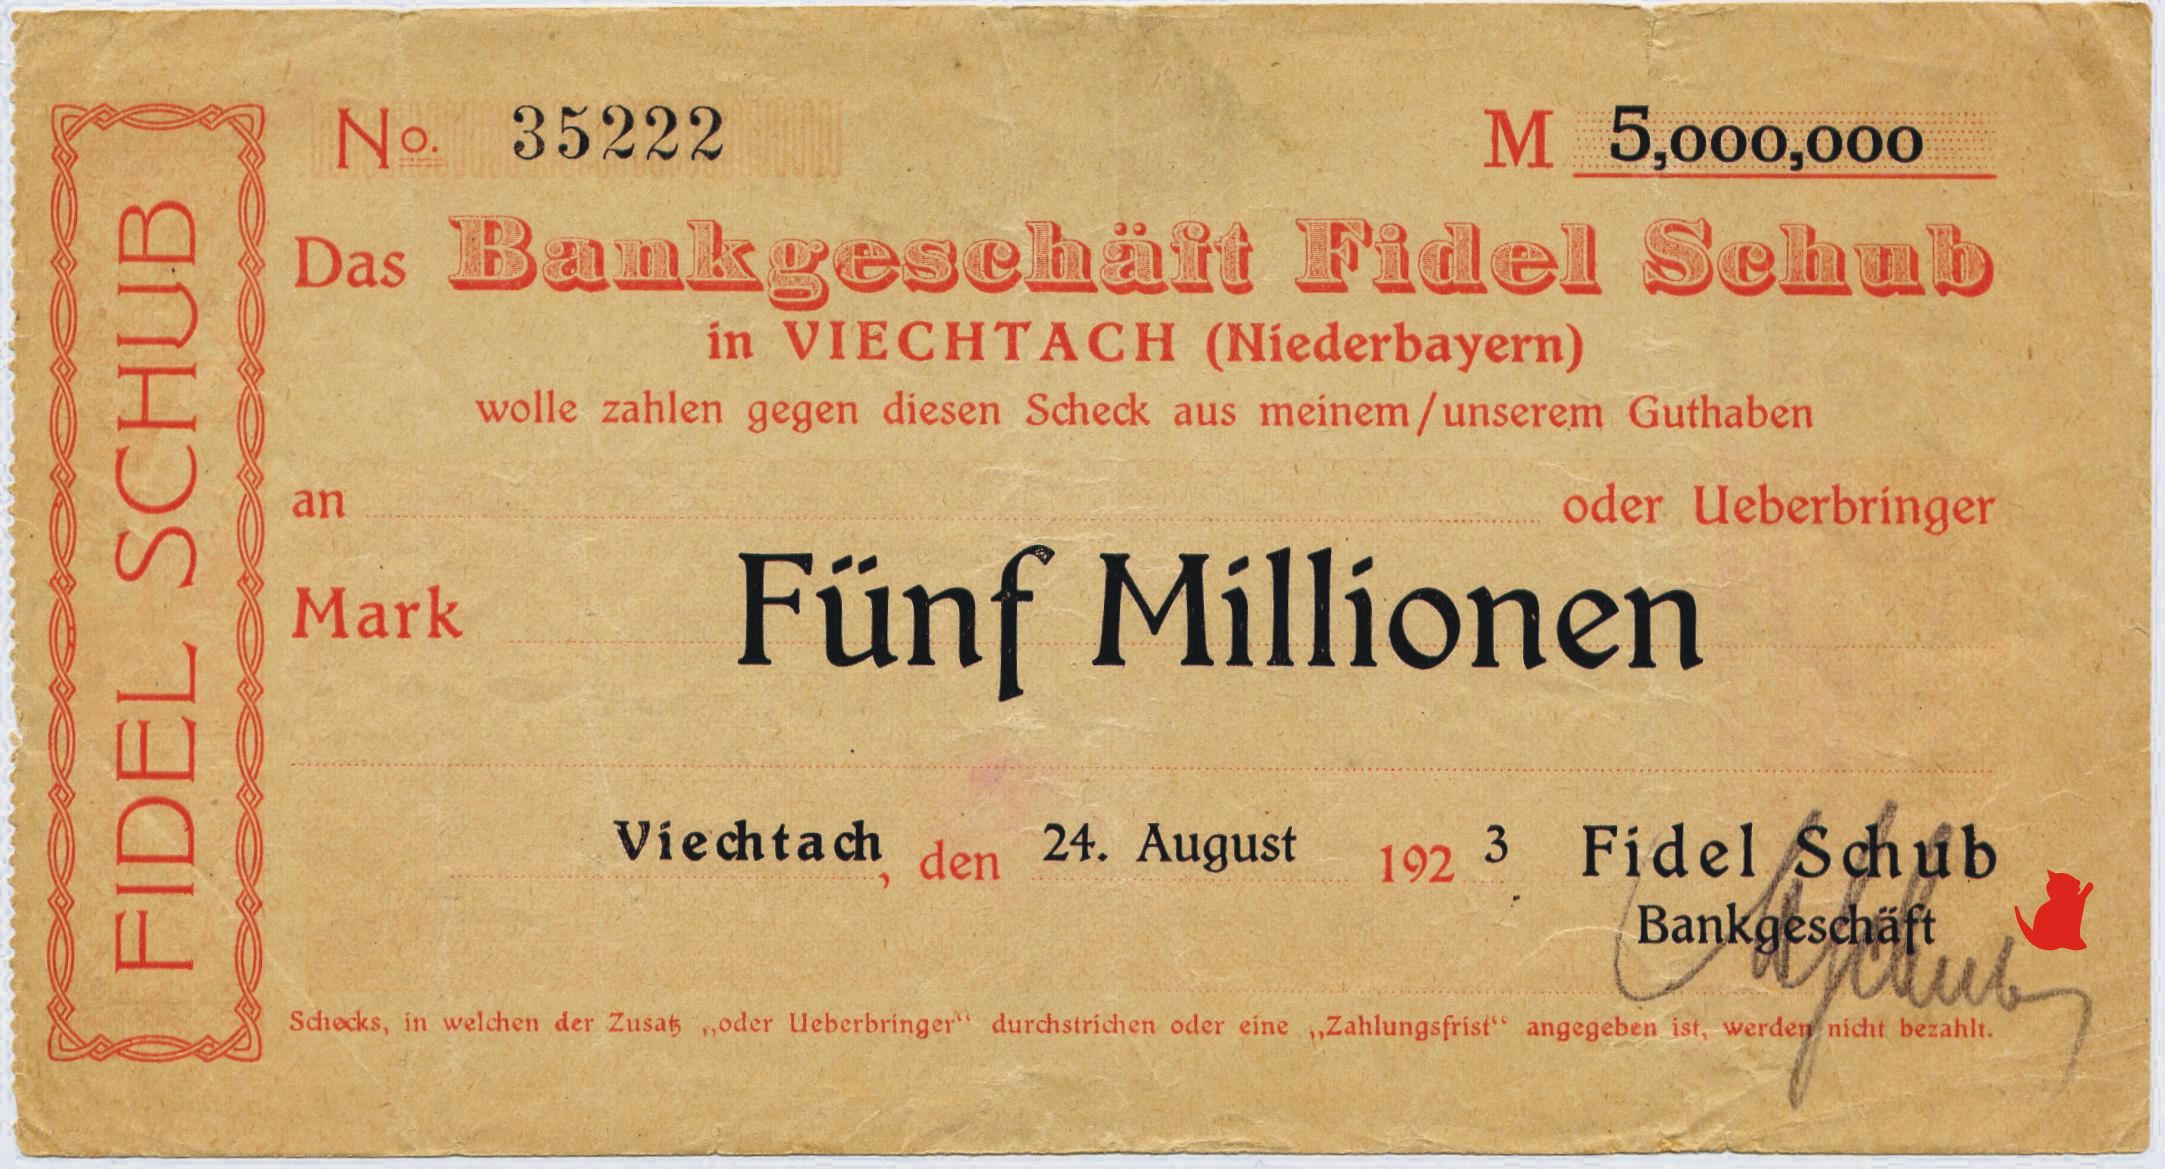 FIDEL SCHUB
No. 35222 M 5,000,000
Das Bankgeschäft Fidel Schub
in VIECHTACH (Niederbayern)
wolle zahlen gegen diesen Scheck aus meinem/unserem Guthaben
an oder Ueberbringer
Mark Fünf Millionen
Viechtach, den 24. August 1923 Fidel Schub
Bankgeschäft
Schecks, in welchen der Zusatz „oder Ueberbringer“ durchstrichen oder eine „Zahlungsfrist“ angegeben ist, werden nicht bezahlt.